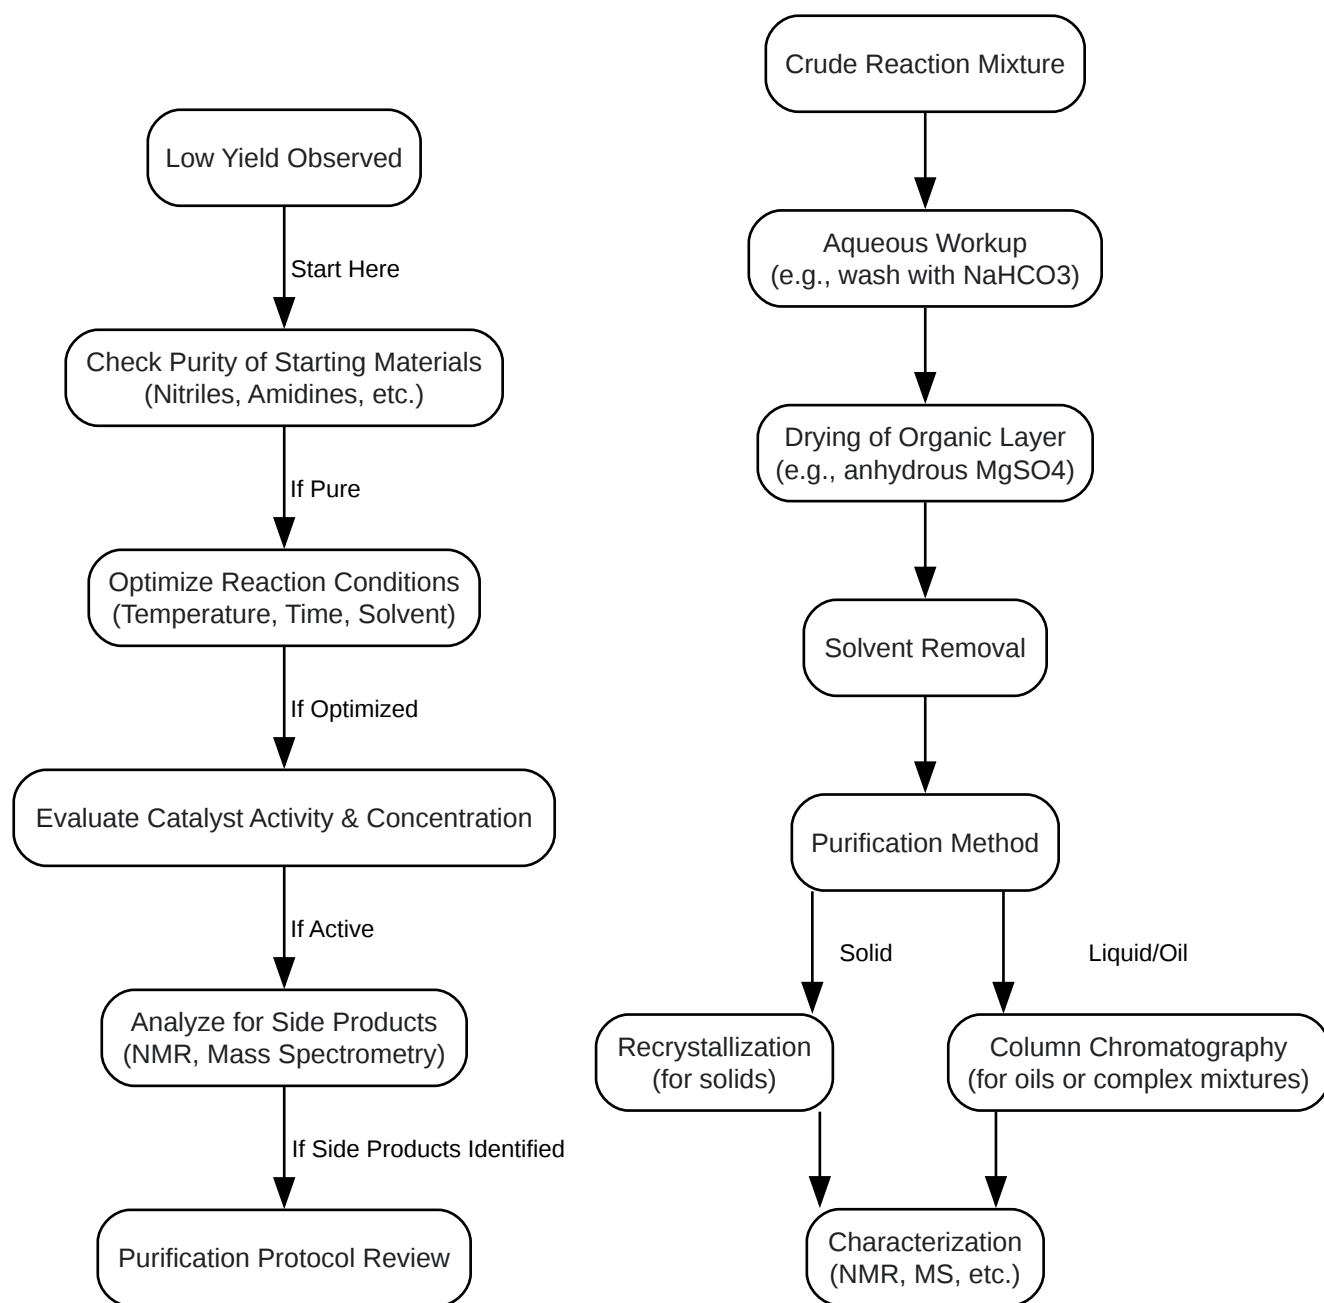 Low Yield Observed
Start Here
Check Purity of Starting Materials
(Nitriles, Amidines, etc.)
If Pure
Optimize Reaction Conditions
(Temperature, Time, Solvent)
If Optimized
Evaluate Catalyst Activity & Concentration
If Active
Analyze for Side Products
(NMR, Mass Spectrometry)
If Side Products Identified
Purification Protocol Review
Crude Reaction Mixture
Aqueous Workup
(e.g., wash with NaHCO3)
Drying of Organic Layer
(e.g., anhydrous MgSO4)
Solvent Removal
Purification Method
Solid
Liquid/Oil
Recrystallization
(for solids)
Column Chromatography
(for oils or complex mixtures)
Characterization
(NMR, MS, etc.)